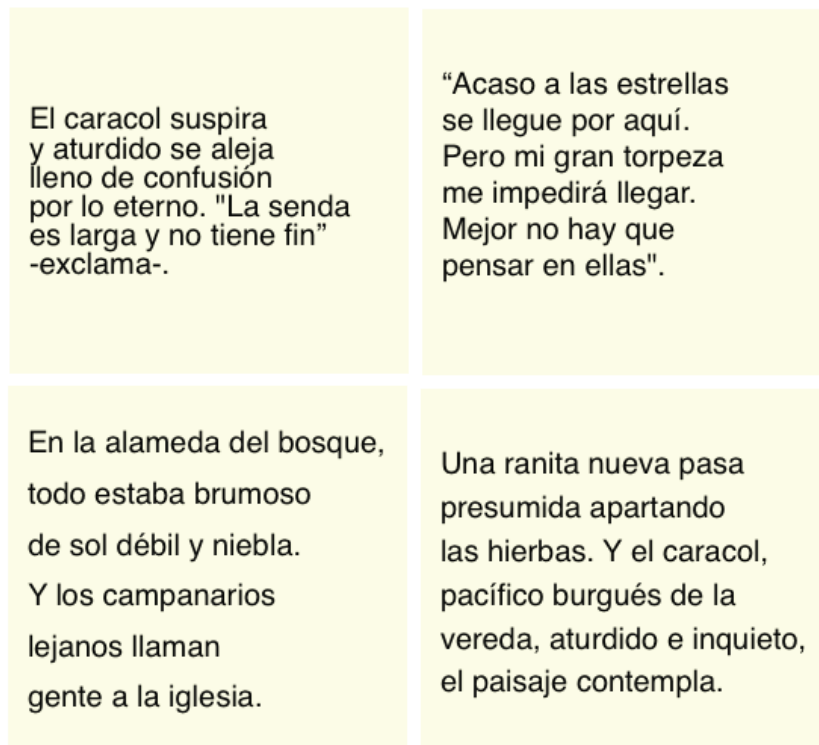 El caracol suspira
y aturdido se aleja
lleno de confusión
por lo eterno. "La senda
es larga y no tiene fin”
-exclama-.
“Acaso a las estrellas
se llegue por aquí.
Pero mi gran torpeza
me impedirá llegar.
Mejor no hay que
pensar en ellas".
En la alameda del bosque,
todo estaba brumoso
de sol débil y niebla.
Y los campanarios
lejanos llaman
gente a la iglesia.
Una ranita nueva pasa
presumida apartando
las hierbas. Y el caracol,
pacífico burgués de la
vereda, aturdido e inquieto,
el paisaje contempla.